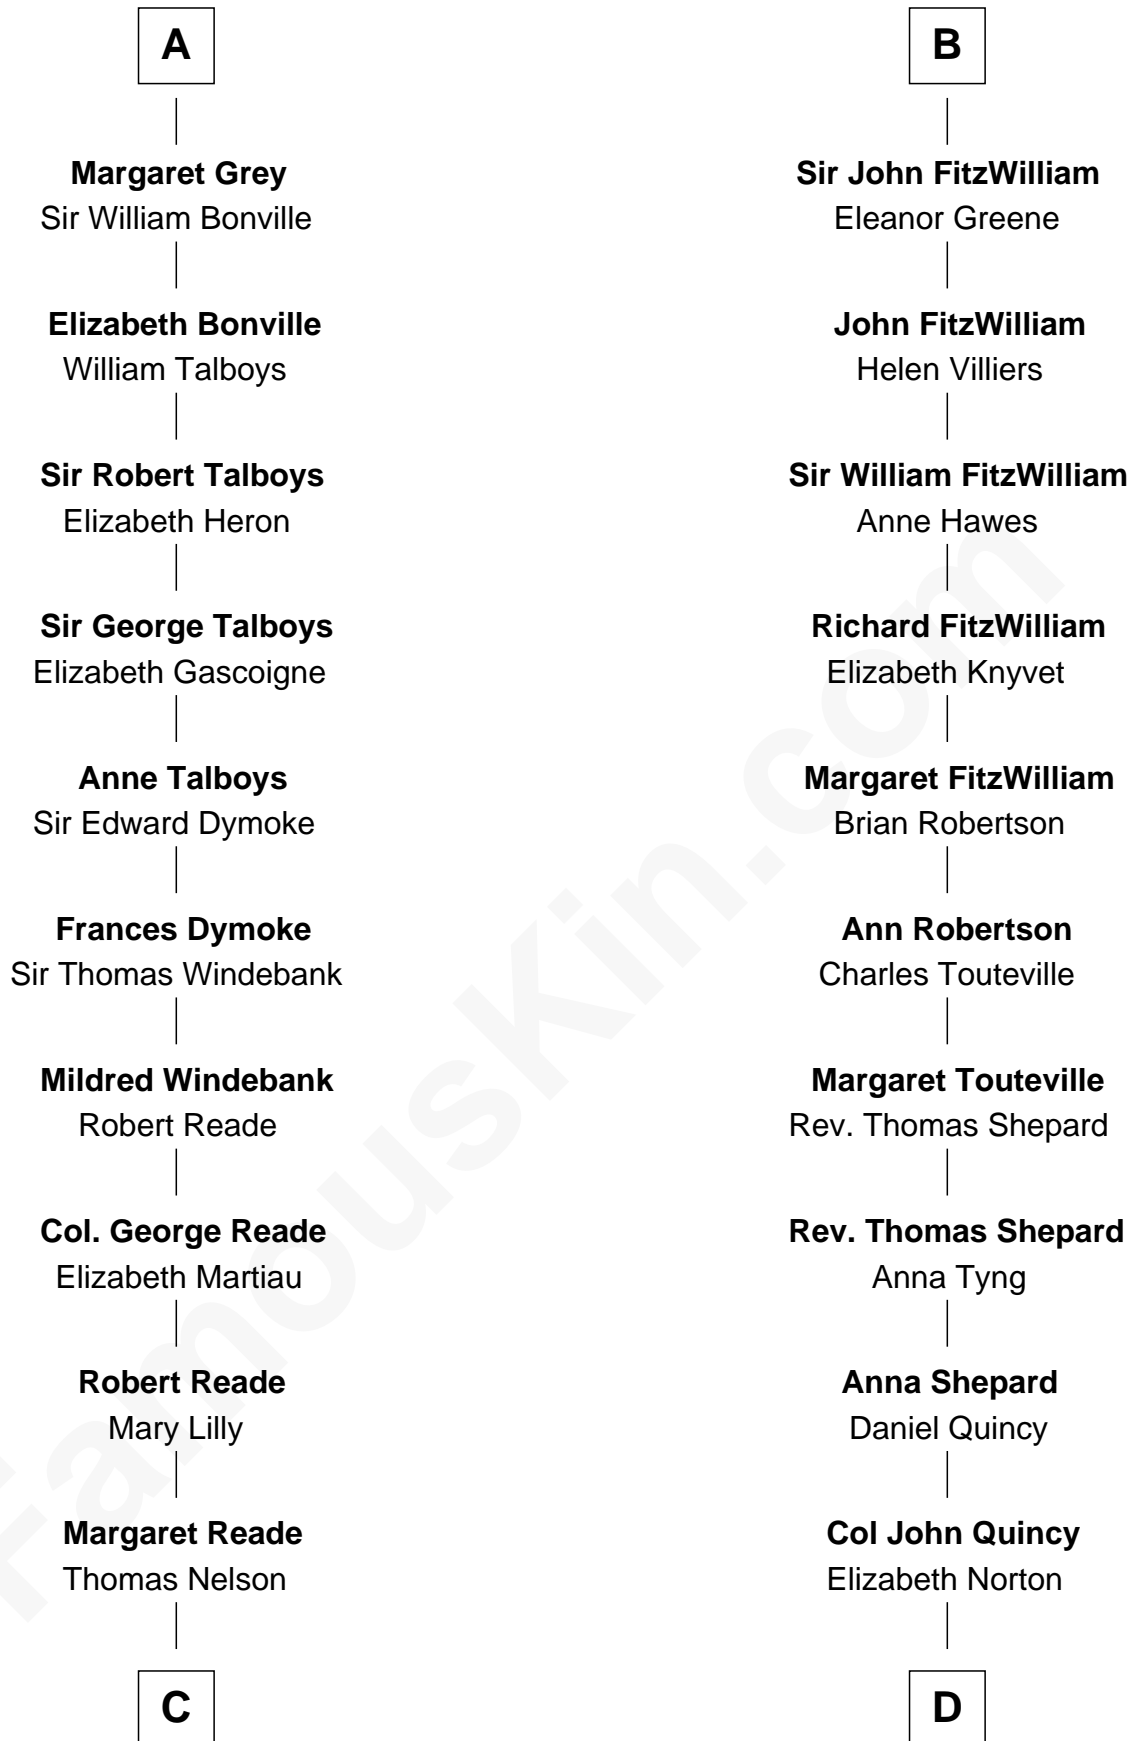 A
Margaret Grey
Sir William Bonville
Elizabeth Bonville
William Talboys
Sir Robert Talboys
Elizabeth Heron
Sir George Talboys
Elizabeth Gascoigne
Anne Talboys
Sir Edward Dymoke
Frances Dymoke
Sir Thomas Windebank
Mildred Windebank
Robert Reade
Col. George Reade
Elizabeth Martiau
Robert Reade
Mary Lilly
Margaret Reade
Thomas Nelson
C
B
Sir John FitzWilliam
Eleanor Greene
John FitzWilliam
Helen Villiers
Sir William FitzWilliam
Anne Hawes
Richard FitzWilliam
Elizabeth Knyvet
Margaret FitzWilliam
Brian Robertson
Ann Robertson
Charles Touteville
Margaret Touteville
Rev. Thomas Shepard
Rev. Thomas Shepard
Anna Tyng
Anna Shepard
Daniel Quincy
Col John Quincy
Elizabeth Norton
D
FamousKin.com